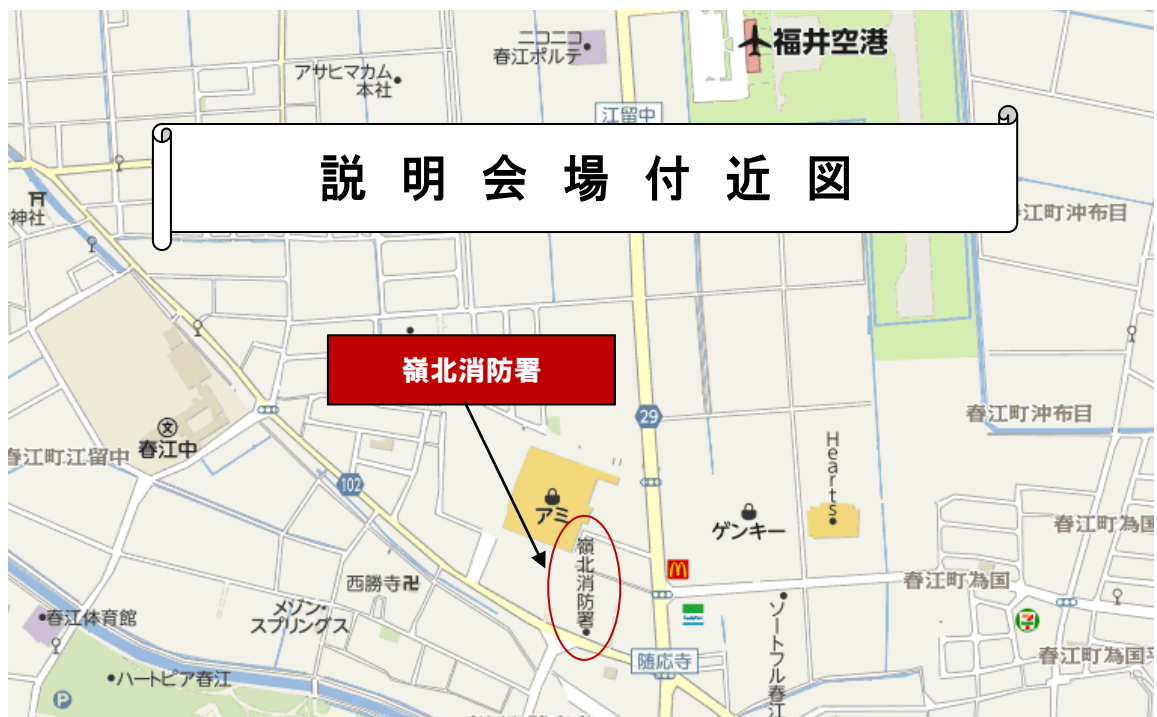 ニコニコ
春江ポルテ
福井空港
アサヒマカム
本社
江留中
説明会場付近図
神社
春江町沖布目
嶺北消防署
29
春江町沖布目
Hearts
春江中
文
春江町江留中
102
アミ
ゲンキー
春江町為国
嶺北消防署
西勝寺
春江町為国
メゾン・
スプリングス
春江体育館
FamilyMart
ソートフル春江
7
随応寺
春江町為国平
ハートピア春江
P